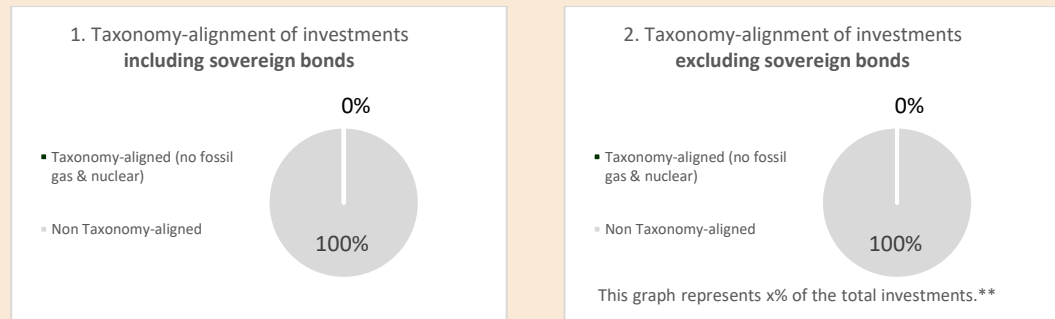 1. Taxonomy-alignment of investments
including sovereign bonds
0%
Taxonomy-aligned (no fossil
gas & nuclear)
Non Taxonomy-aligned
100%
2. Taxonomy-alignment of investments
excluding sovereign bonds
0%
Taxonomy-aligned (no fossil
gas & nuclear)
Non Taxonomy-aligned
100%
This graph represents x% of the total investments.**